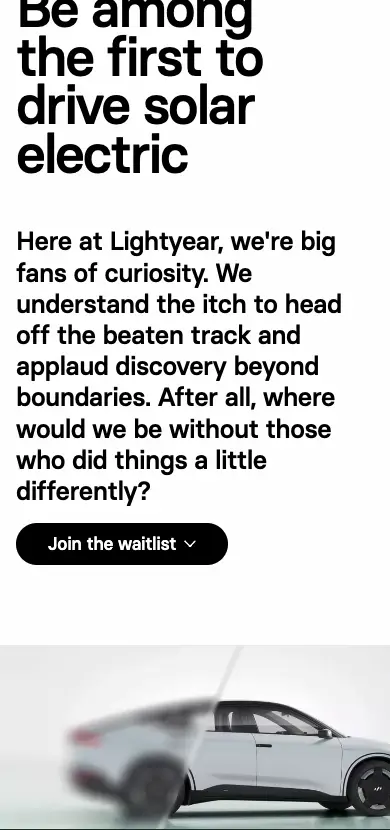 Be among
the first to
drive solar
electric
Here at Lightyear, we're big
fans of curiosity. We
understand the itch to head
off the beaten track and
applaud discovery beyond
boundaries. After all, where
would we be without those
who did things a little
differently?
Join the waitlist